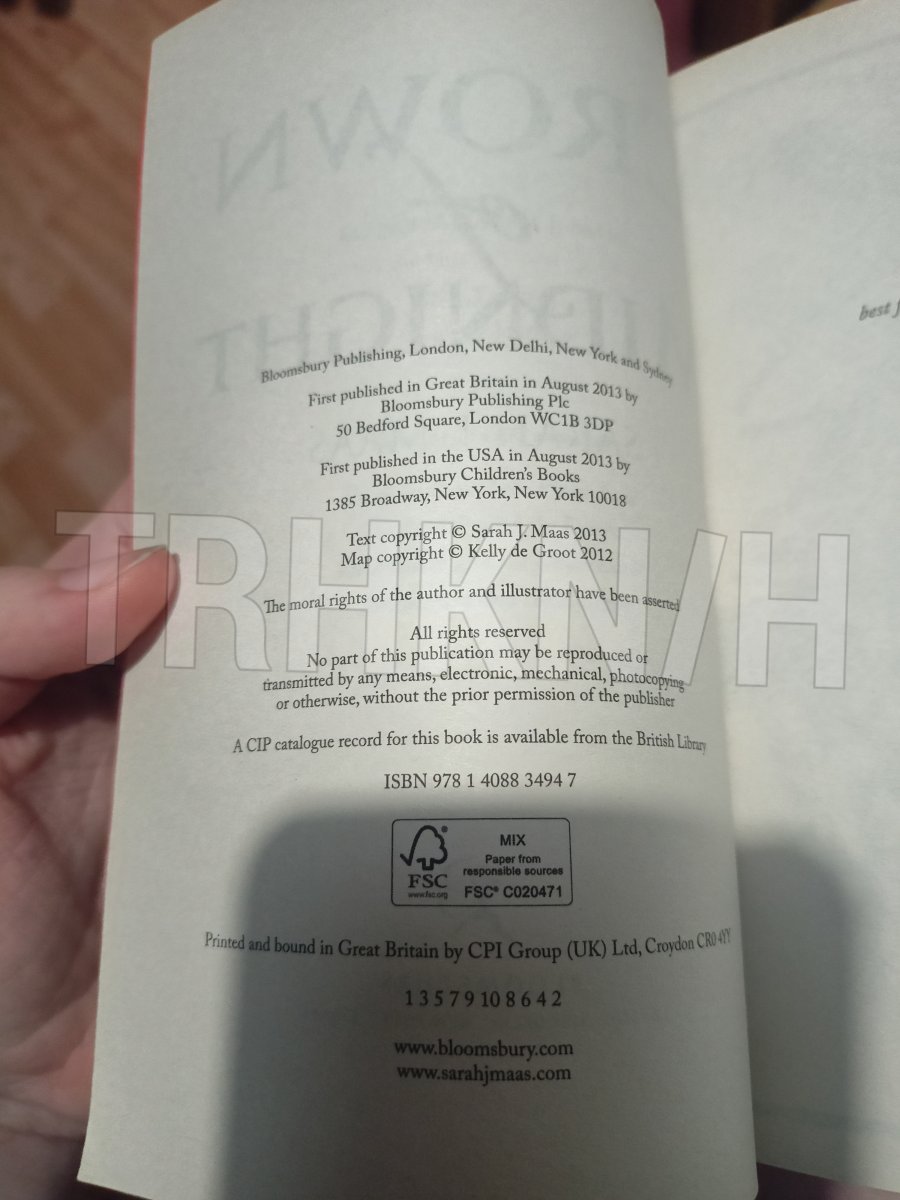 ROWN
IDNIGHT
Bloomsbury Publishing, London, New Delhi, New York and Sydney
First published in Great Britain in August 2013 by
Bloomsbury Publishing Plc
50 Bedford Square, London WC1B 3DP
First published in the USA in August 2013 by
Bloomsbury Children's Books
1385 Broadway, New York, New York 10018
Text copyright © Sarah J. Maas 2013
Map copyright © Kelly de Groot 2012
The moral rights of the author and illustrator have been asserted
All rights reserved
No part of this publication may be reproduced or
transmitted by any means, electronic, mechanical, photocopying
or otherwise, without the prior permission of the publisher
A CIP catalogue record for this book is available from the British Library
ISBN 978 1 4088 3494 7
MIX
Paper from
responsible sources
FSC® C020471
FSC
www.fsc.org
Printed and bound in Great Britain by CPI Group (UK) Ltd, Croydon CR0 4YY
1 3 5 7 9 10 8 6 4 2
www.bloomsbury.com
www.sarahjmaas.com
best
TRHKN/H